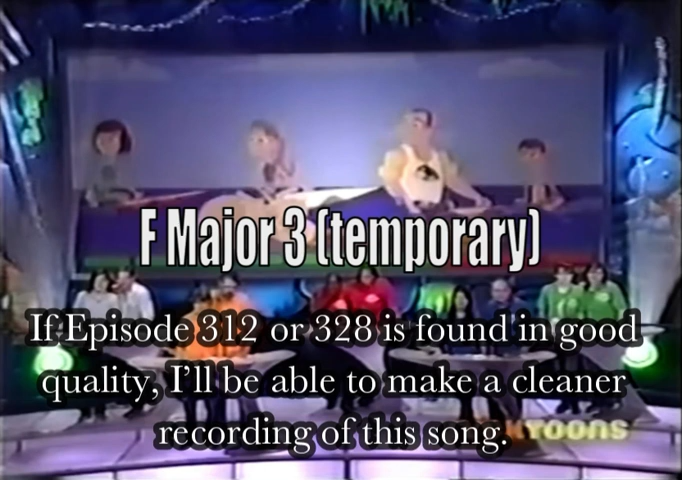 F Major 3 (temporary)
If Episode 312 or 328 is found in good
quality, I'll be able to make a cleaner
recording of this song.
TOONS